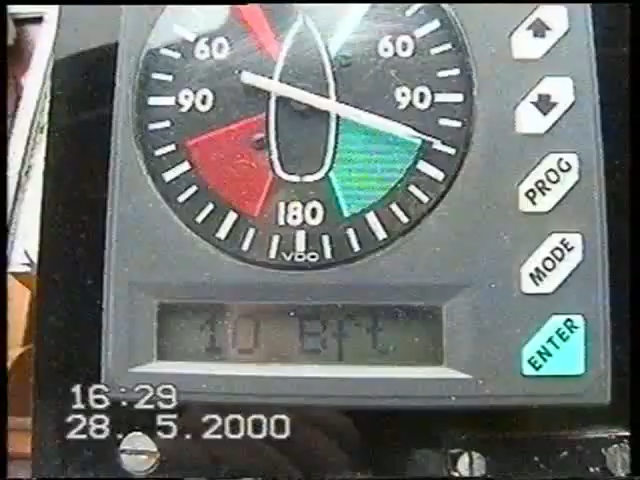 60 60
90 90
180
VDO
PROG
MODE
ENTER
10 Bft
16:29
28. 5.2000